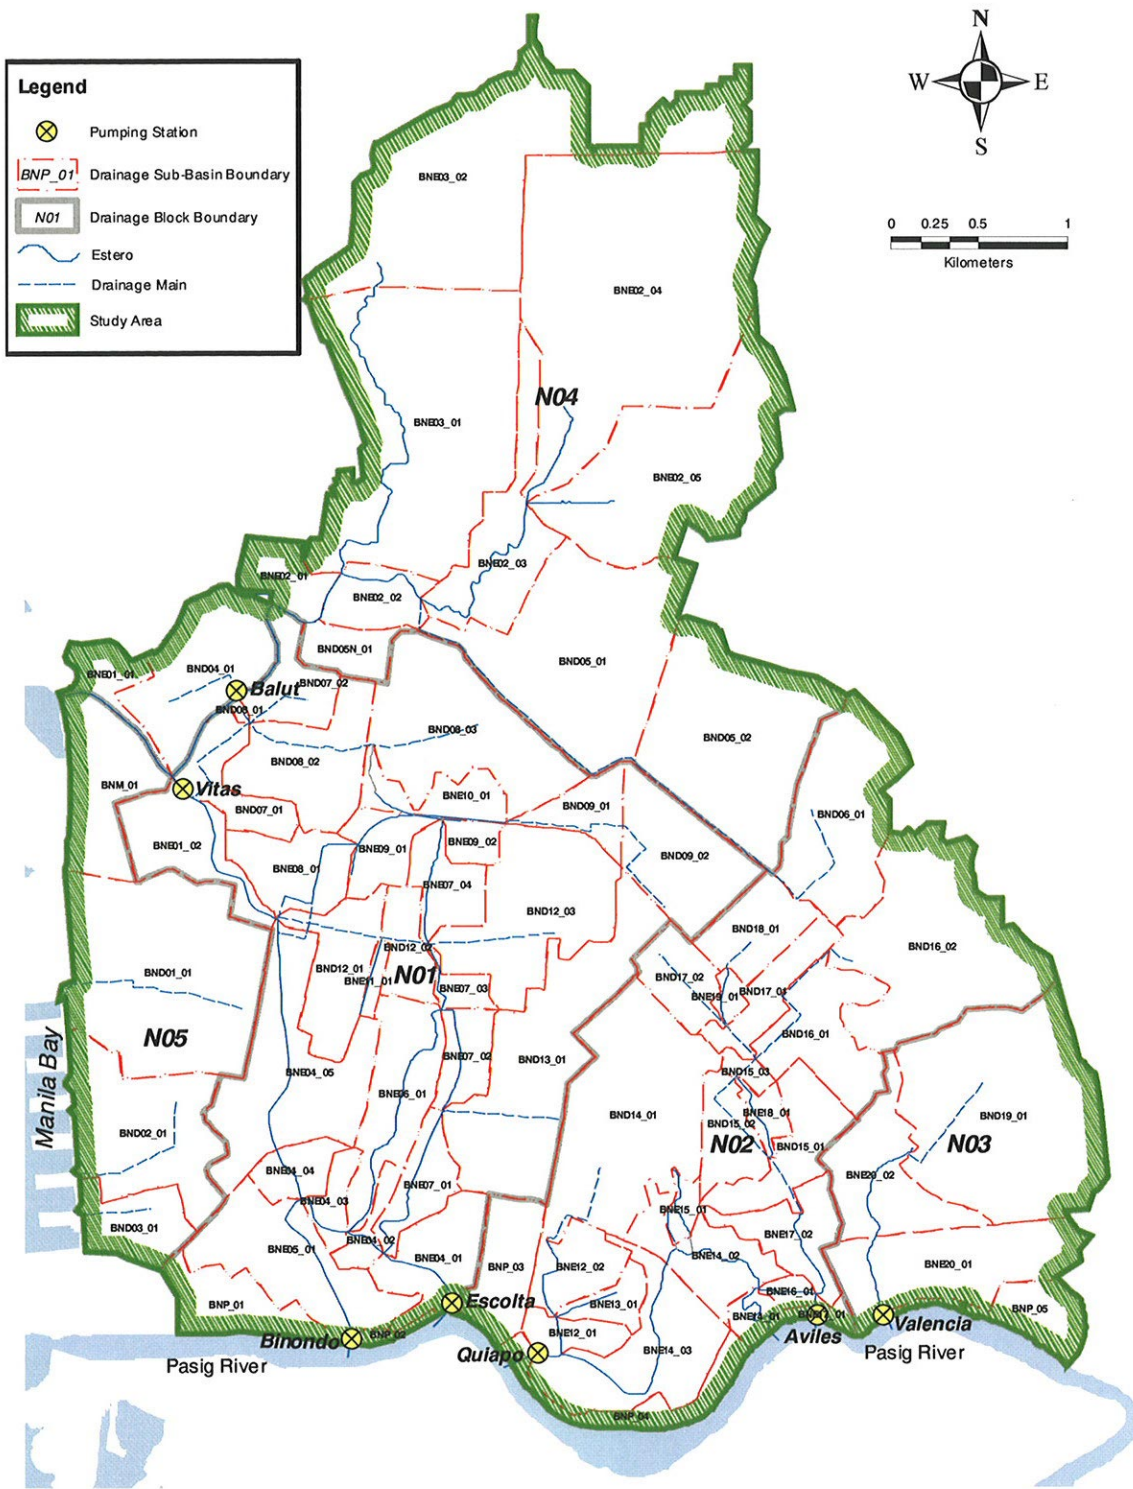 N
W
E
S
Legend
Pumping Station
BNP_01
Drainage Sub-Basin Boundary
N01
Drainage Block Boundary
Estero
Drainage Main
Study Area
0
0.25
0.5
1
Kilometers
BNE03_02
BNE02_04
N04
BNE03_01
BNE02_05
BNE02_03
BNE02_01
BNE02_02
BND05N_01
BND05_01
BNE01_01
BND04_01
BND07_02
Balut
BND08_01
BND08_03
BND05_02
BND08_02
BNM_01
Vitas
BNE10_01
BND09_01
BND07_01
BND06_01
BNE01_02
BNE09_01
BNE09_02
BND09_02
BNE08_01
BNE07_04
BND12_03
BND18_01
BND12_02
BND16_02
BND01_01
BND12_01
N01
BNE11_01
BNE07_03
BND17_02
BNE19_01
BND17_01
BND16_01
N05
Manila Bay
BNE04_05
BNE07_02
BND13_01
BND15_03
BNE06_01
BND14_01
BNE18_01
BND15_02
BND19_01
BND02_01
N02
BND15_01
N03
BNE04_04
BNE20_02
BNE07_01
BNE04_03
BNE15_01
BND03_01
BNE04_02
BNE17_02
BNE05_01
BNE04_01
BNE14_02
BNP_03
BNE12_02
BNE20_01
BNE16_01
BNP_01
Escolta
BNE13_01
BNP_05
BNE14_01
BNE17_01
Valencia
BNP_02
Binondo
BNE12_01
Aviles
Quiapo
BNE14_03
Pasig River
Pasig River
BNP_04